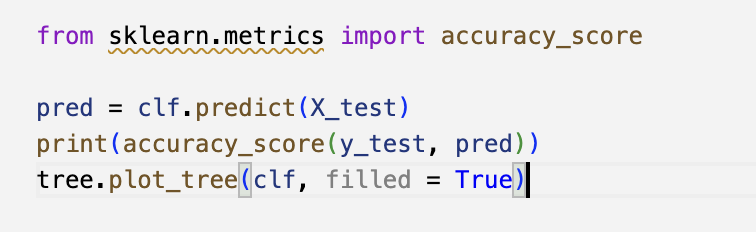 from sklearn.metrics import accuracy_score
pred = clf.predict(X_test)
print(accuracy_score(y_test, pred))
tree.plot_tree(clf, filled = True)